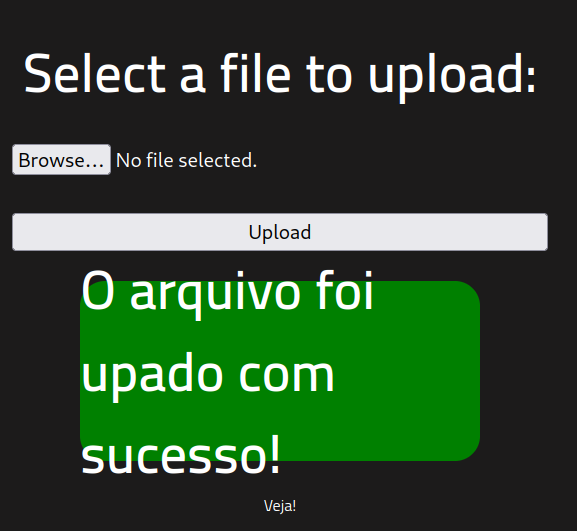 Select a file to upload:
Browse... No file selected.
Upload
O arquivo foi
upado com
sucesso!
Veja!